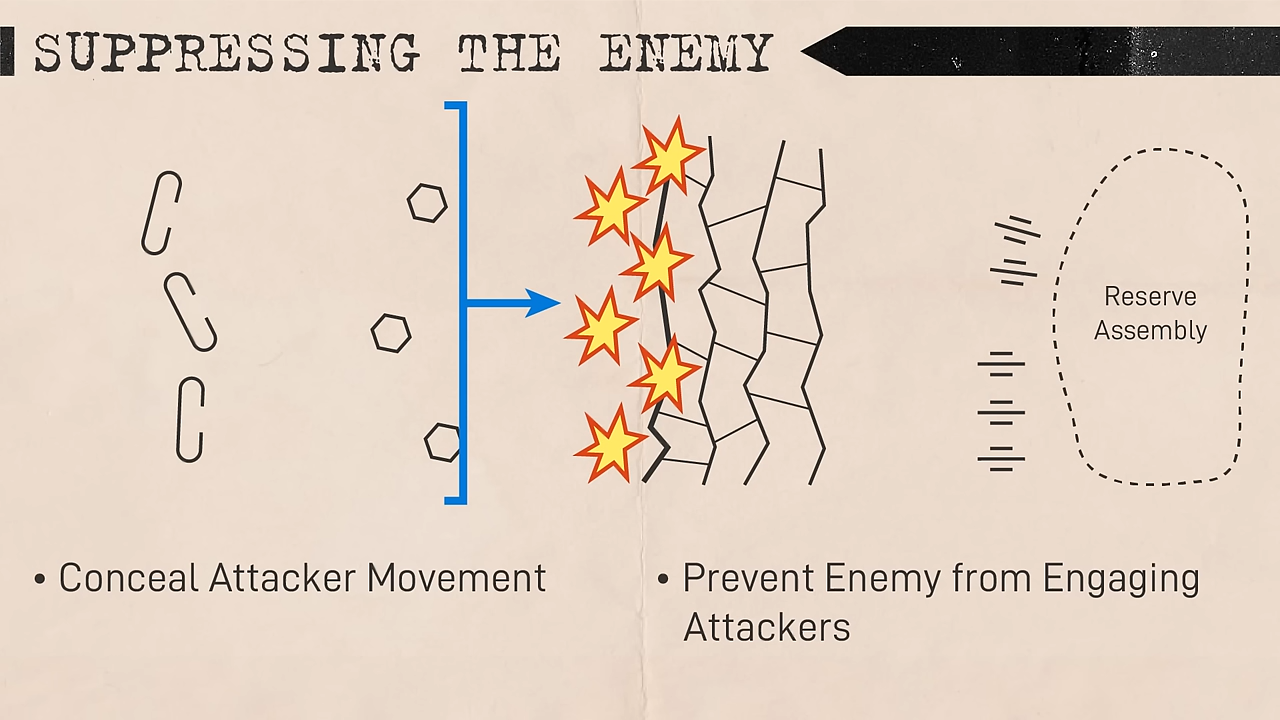 SUPPRESSING THE ENEMY
Reserve
Assembly
• Conceal Attacker Movement
• Prevent Enemy from Engaging
Attackers